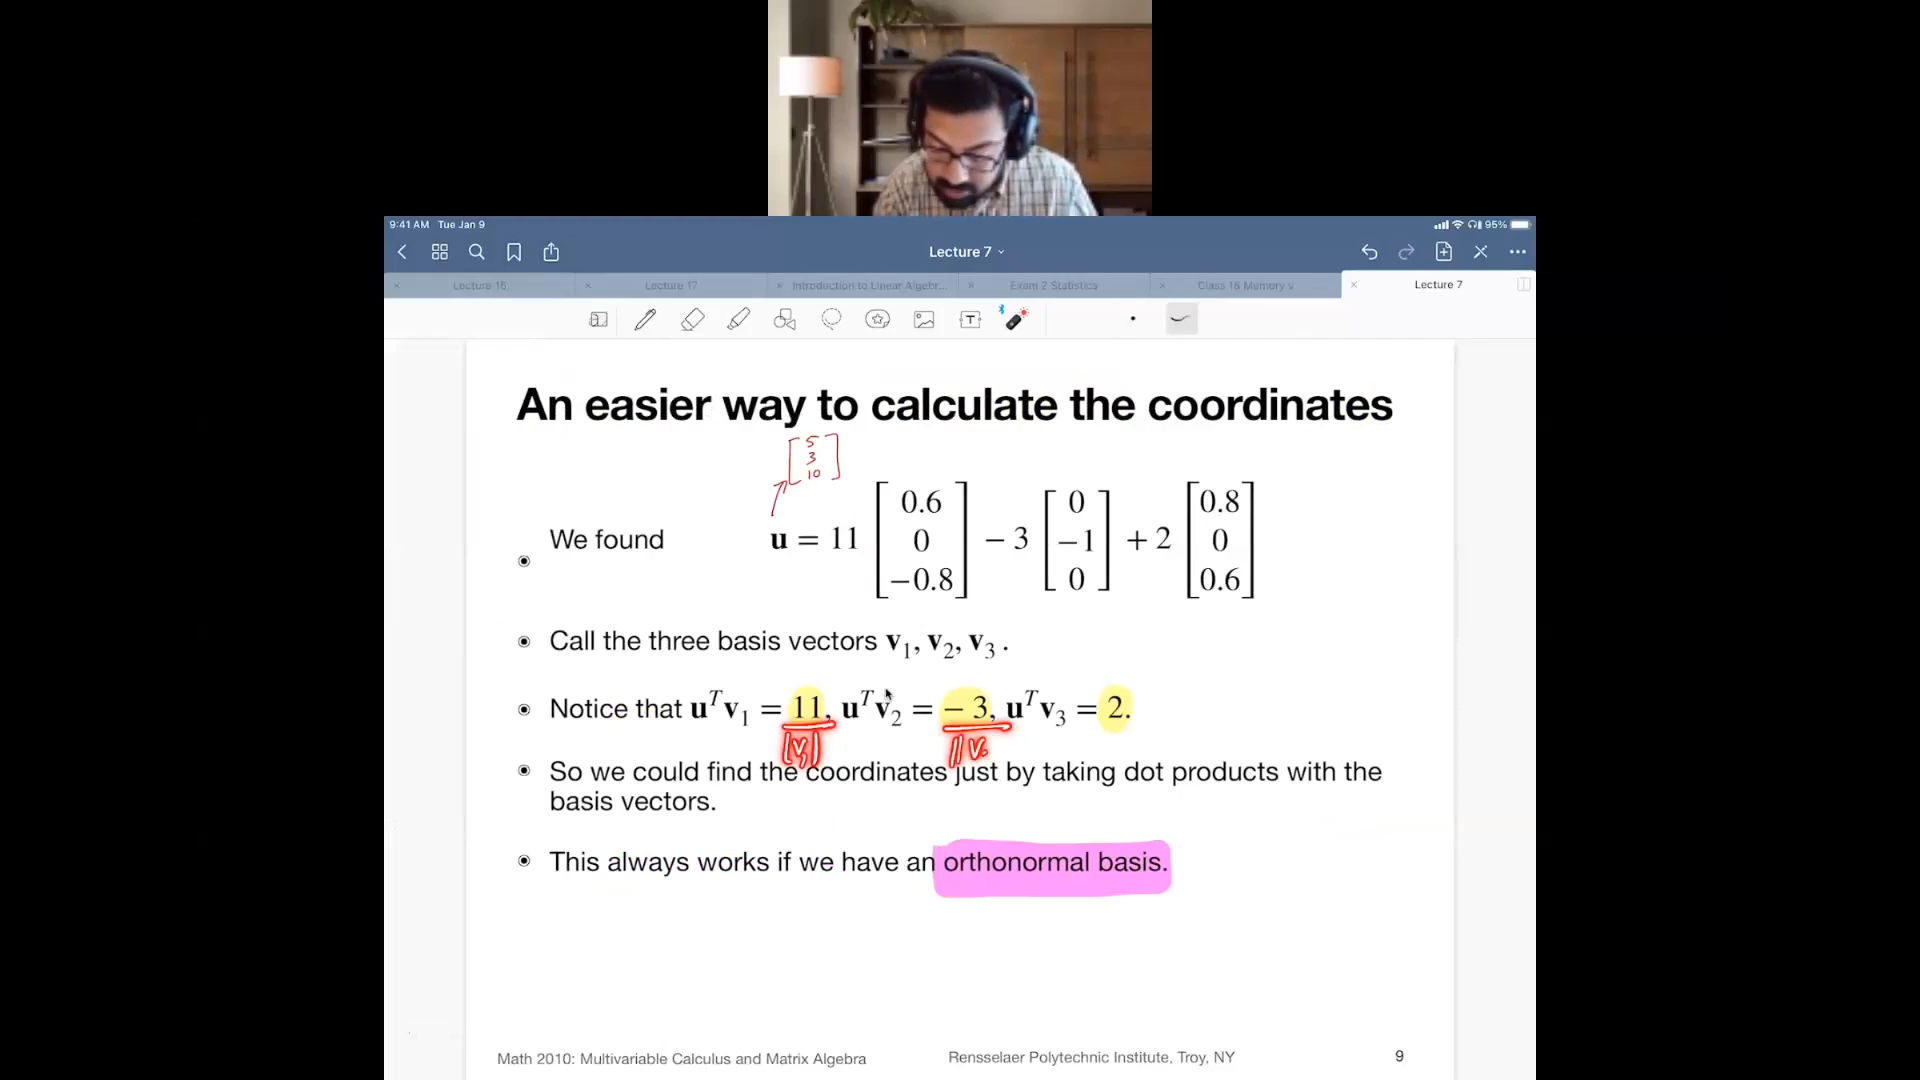 9:41 AM Tue Jan 9
95%
Lecture 7
Lecture 16 Lecture 17 Introduction to Linear Algebr... Exam 2 Statistics Class 16 Memory v Lecture 7
An easier way to calculate the coordinates
[5 3 10]
We found u = 11 [0.6 0 −0.8] − 3 [0 −1 0] + 2 [0.8 0 0.6]
Call the three basis vectors v₁, v₂, v₃ .
Notice that uᵀv₁ = 11, uᵀv₂ = − 3, uᵀv₃ = 2.
So we could find the coordinates just by taking dot products with the
basis vectors.
This always works if we have an orthonormal basis.
Math 2010: Multivariable Calculus and Matrix Algebra Rensselaer Polytechnic Institute, Troy, NY 9